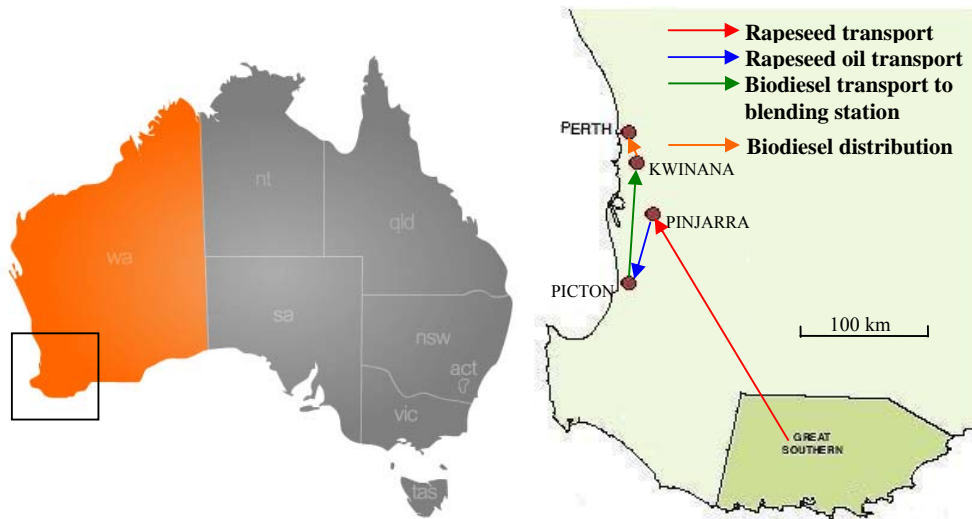 wa
nt
qld
sa
nsw
act
vic
tas
Rapeseed transport
Rapeseed oil transport
Biodiesel transport to
blending station
Biodiesel distribution
PERTH
KWINANA
PINJARRA
PICTON
100 km
GREAT
SOUTHERN